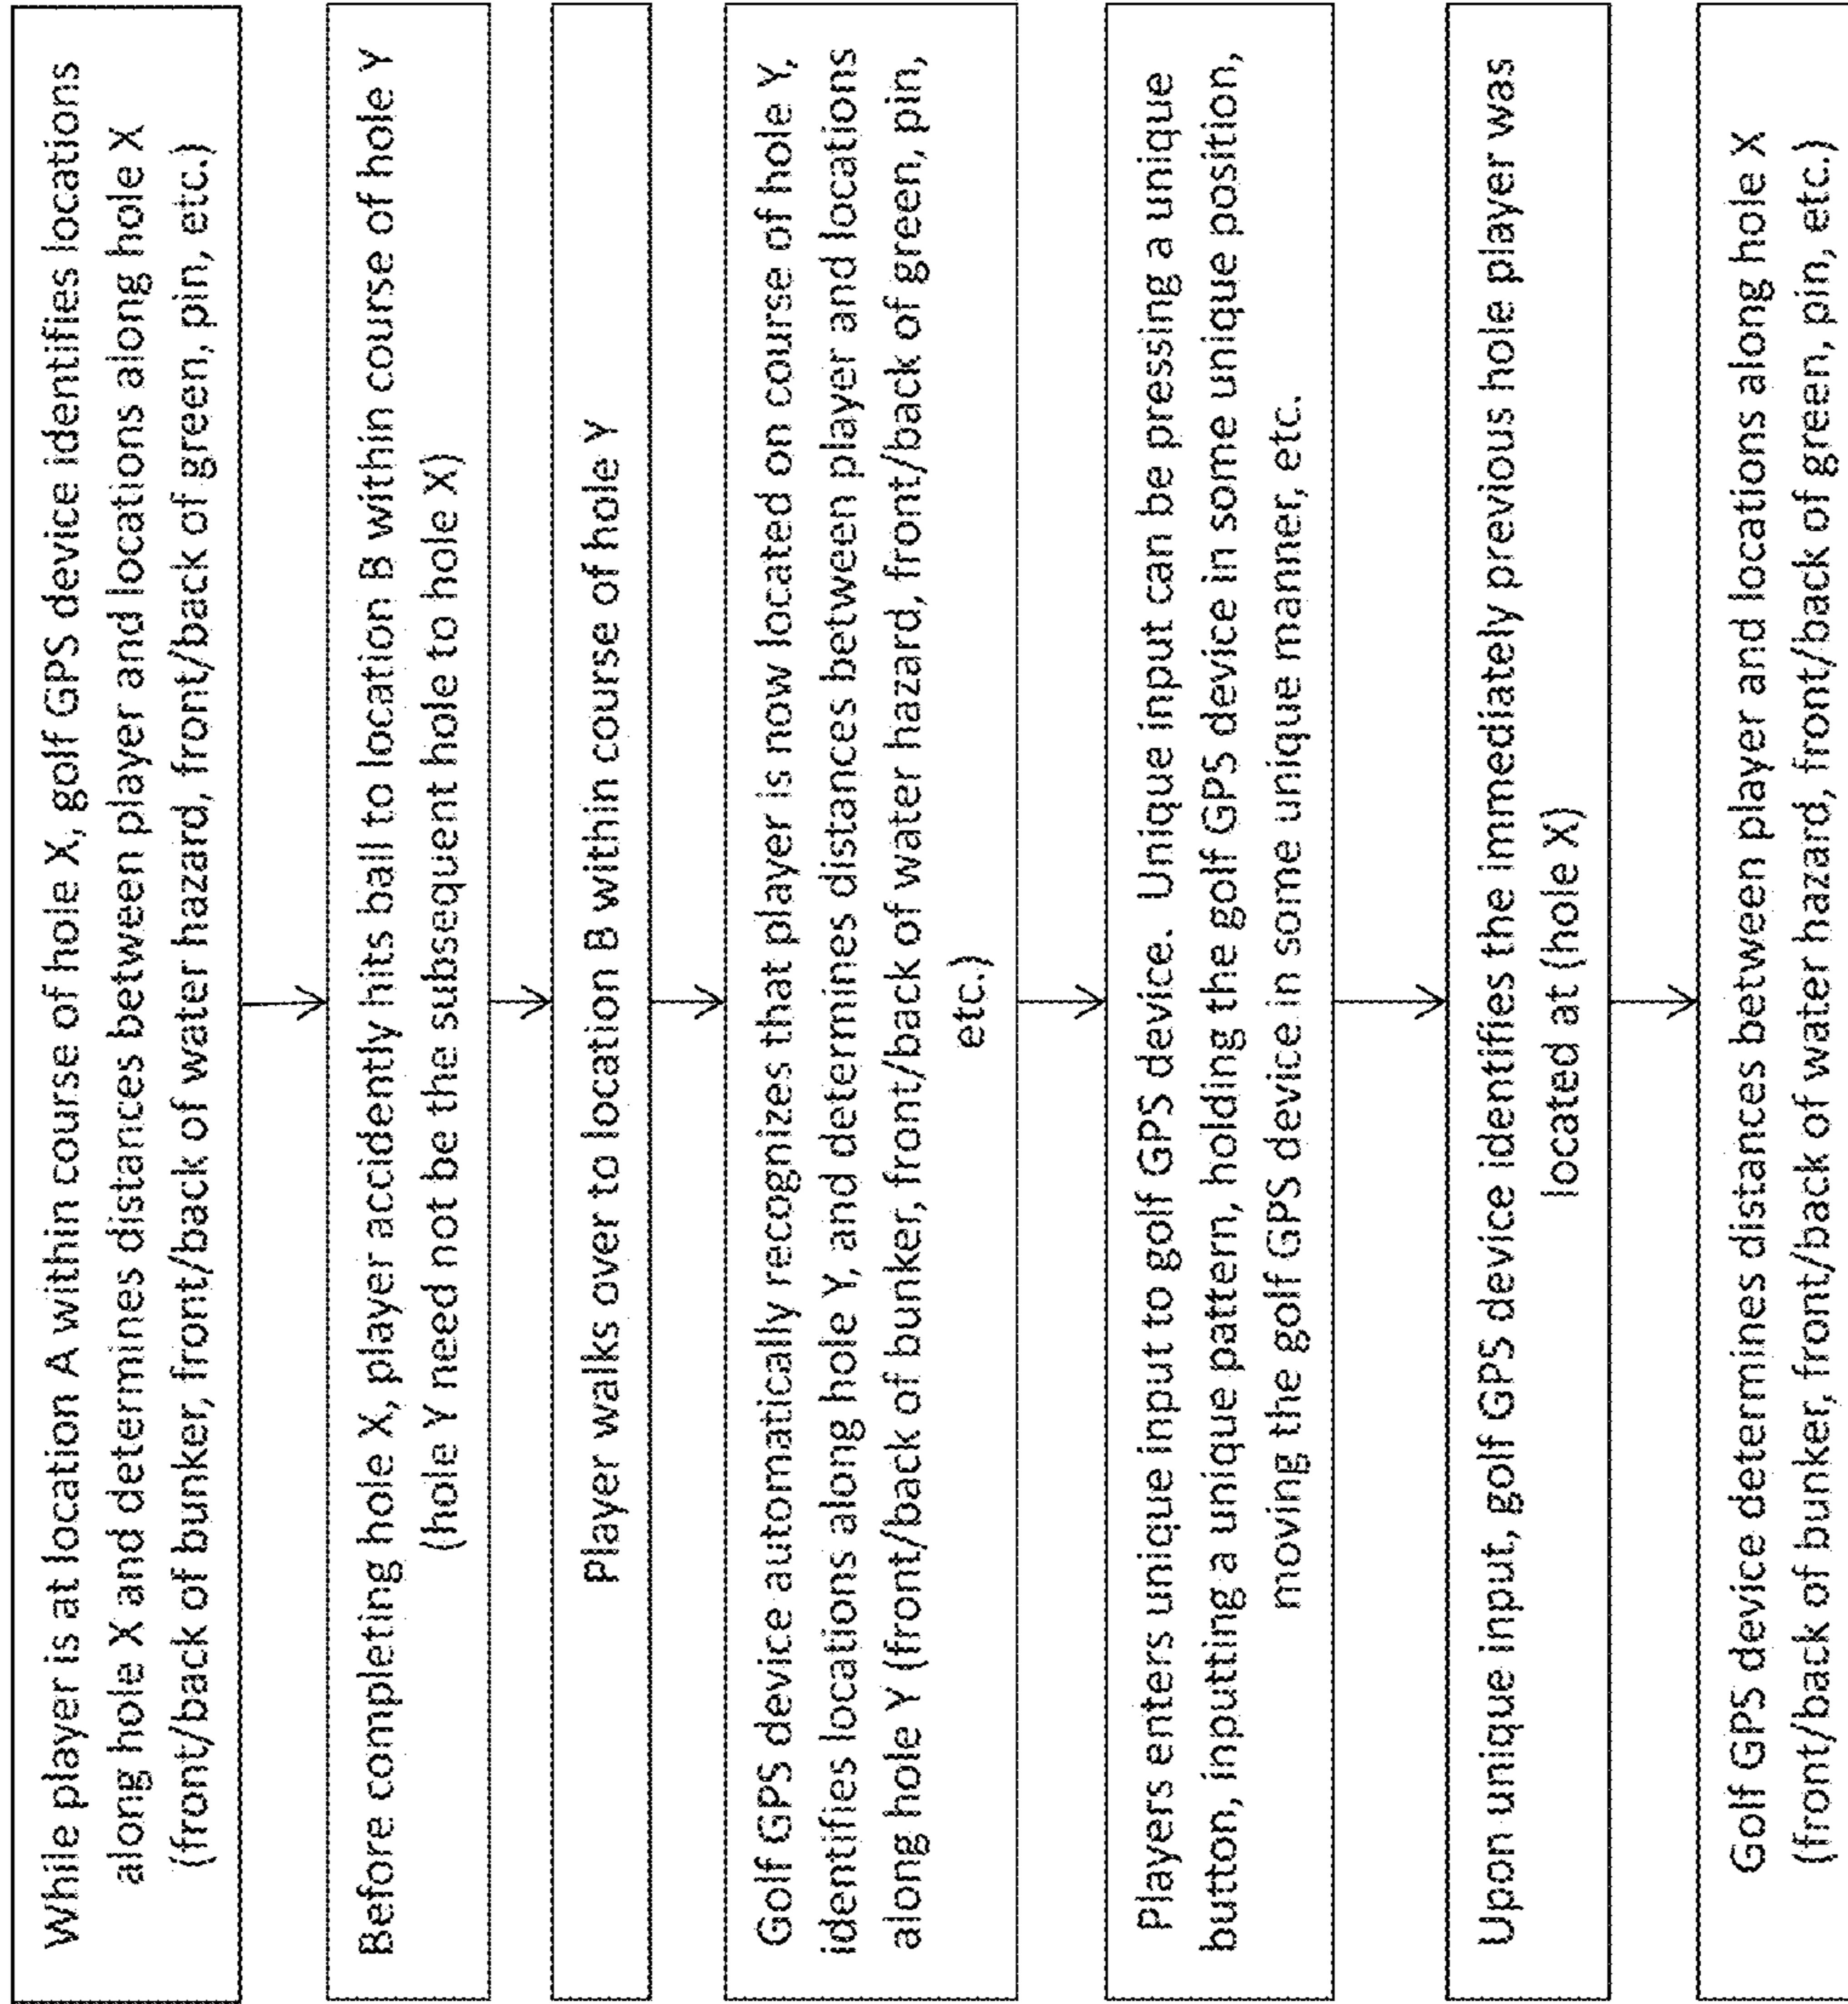 While player is at location A within course of hole X, golf GPS device identifies locations
along hole X and determines distances between player and locations along hole X
(front/back of bunker, front/back of water hazard, front/back of green, pin, etc.)
Before completing hole X, player accidently hits ball to location B within course of hole Y
(hole Y need not be the subsequent hole to hole X)
Player walks over to location B within course of hole Y
Golf GPS device automatically recognizes that player is now located on course of hole Y,
identifies locations along hole Y, and determines distances between player and locations
along hole Y (front/back of bunker, front/back of water hazard, front/back of green, pin,
etc.)
Players enters unique input to golf GPS device. Unique input can be pressing a unique
button, inputting a unique pattern, holding the golf GPS device in some unique position,
moving the golf GPS device in some unique manner, etc.
Upon unique input, golf GPS device identifies the immediately previous hole player was
located at (hole X)
Golf GPS device determines distances between player and locations along hole X
(front/back of bunker, front/back of water hazard, front/back of green, pin, etc.)